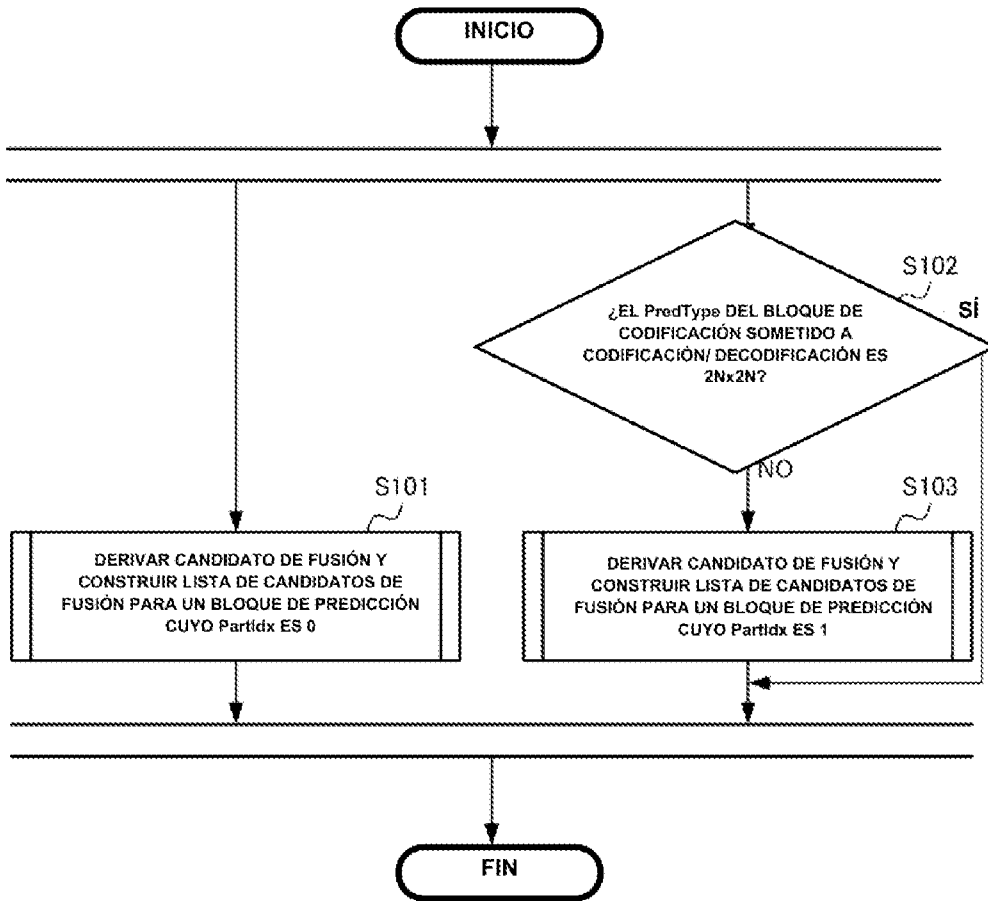 INICIO
S102
SÍ
¿EL PredType DEL BLOQUE DE
CODIFICACIÓN SOMETIDO A
CODIFICACIÓN/ DECODIFICACIÓN ES
2Nx2N?
NO
S101
S103
DERIVAR CANDIDATO DE FUSIÓN Y
CONSTRUIR LISTA DE CANDIDATOS DE
FUSIÓN PARA UN BLOQUE DE PREDICCIÓN
CUYO PartIdx ES 0
DERIVAR CANDIDATO DE FUSIÓN Y
CONSTRUIR LISTA DE CANDIDATOS DE
FUSIÓN PARA UN BLOQUE DE PREDICCIÓN
CUYO PartIdx ES 1
FIN